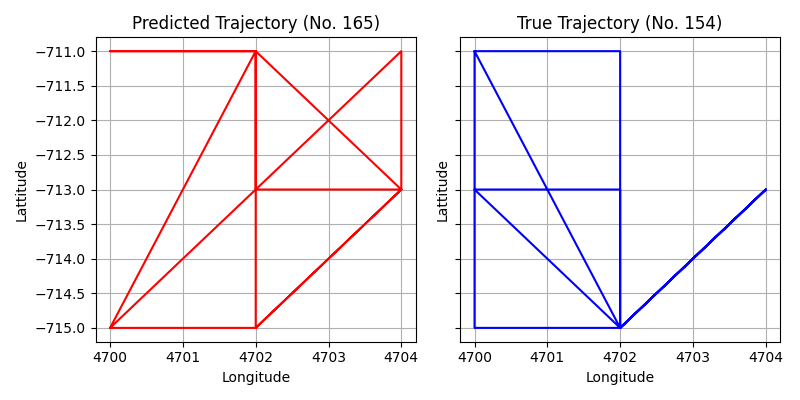 Predicted Trajectory (No. 165)
True Trajectory (No. 154)
−711.0
−711.5
−712.0
−712.5
−713.0
−713.5
−714.0
−714.5
−715.0
Lattitude
Lattitude
4700 4701 4702 4703 4704
4700 4701 4702 4703 4704
Longitude
Longitude